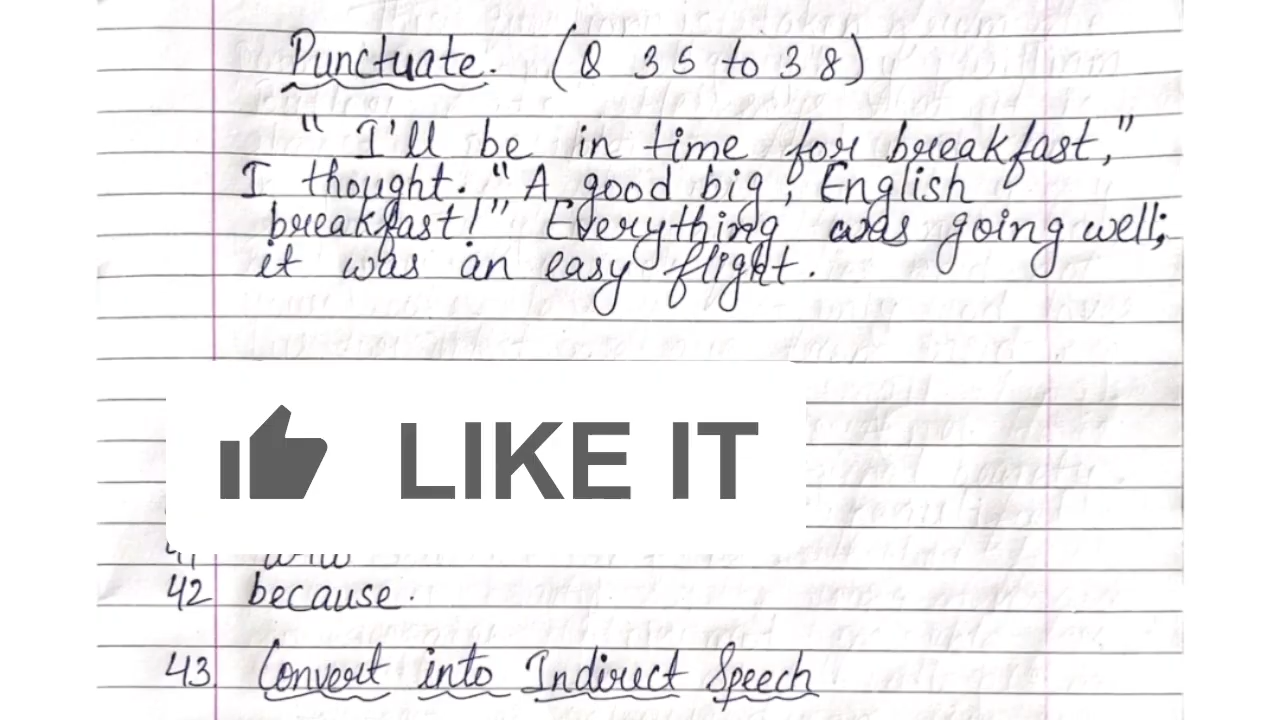 Punctuate. (Q 35 to 38)
" I'll be in time for breakfast,"
I thought. "A good big, English
breakfast!" Everything was going well;
it was an easy flight.
LIKE IT
41
42 because.
43 Convert into Indirect Speech